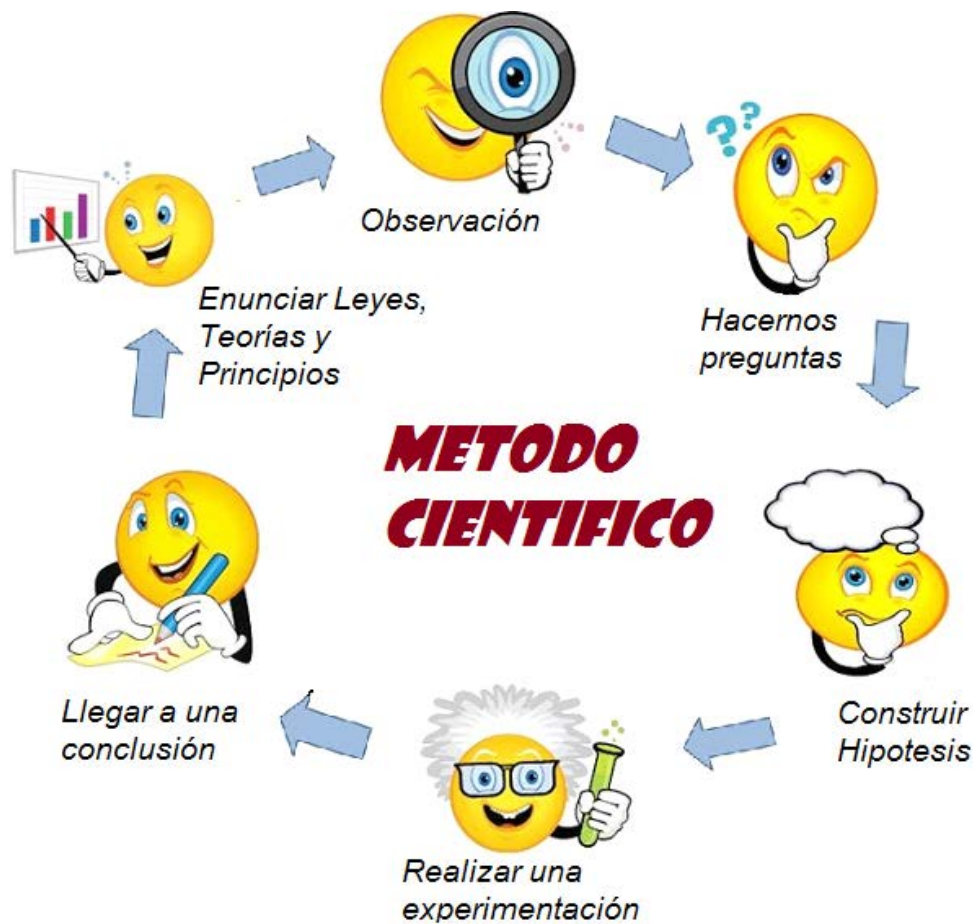 Observación
Hacernos
preguntas
Construir
Hipotesis
Realizar una
experimentación
Llegar a una
conclusión
Enunciar Leyes,
Teorías y
Principios
METODO
CIENTIFICO